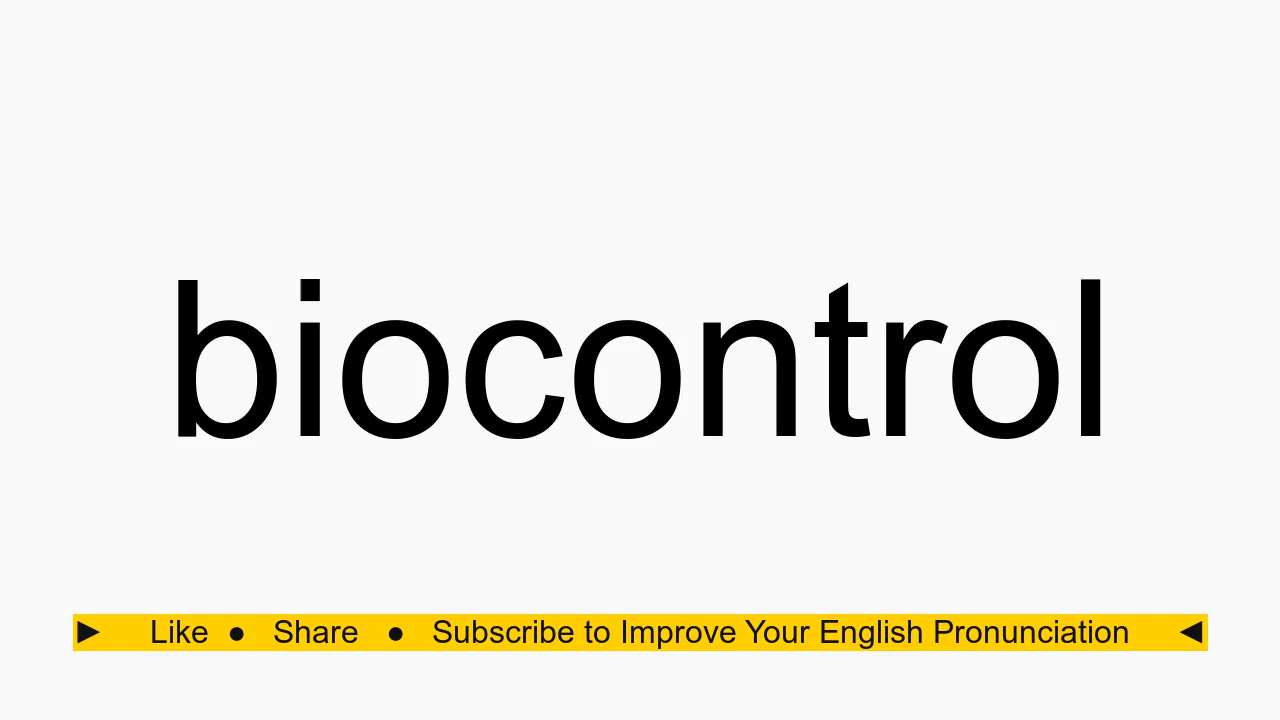 biocontrol
► Like ● Share ● Subscribe to Improve Your English Pronunciation ◄